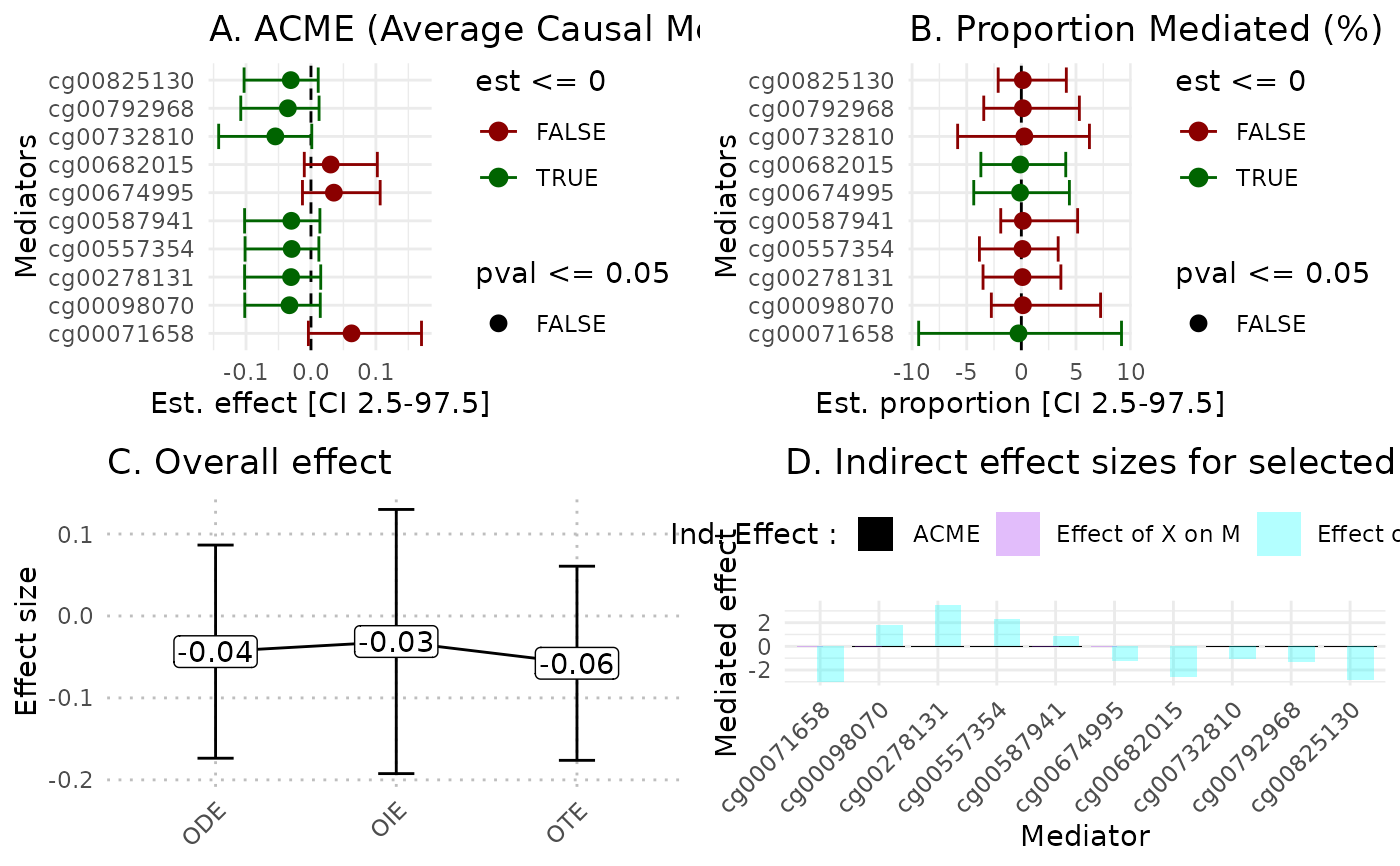 A. ACME (Average Causal Me
Mediators
cg00825130
cg00792968
cg00732810
cg00682015
cg00674995
cg00587941
cg00557354
cg00278131
cg00098070
cg00071658
-0.1 0.0 0.1
Est. effect [CI 2.5-97.5]
est <= 0
FALSE
TRUE
pval <= 0.05
FALSE
B. Proportion Mediated (%)
Mediators
cg00825130
cg00792968
cg00732810
cg00682015
cg00674995
cg00587941
cg00557354
cg00278131
cg00098070
cg00071658
-10 -5 0 5 10
Est. proportion [CI 2.5-97.5]
est <= 0
FALSE
TRUE
pval <= 0.05
FALSE
C. Overall effect
Effect size
0.1
0.0
-0.1
-0.2
-0.04
-0.03
-0.06
ODE
OIE
OTE
D. Indirect effect sizes for selected
Ind. Effect : ACME Effect of X on M Effect o
Mediated effect
2
0
-2
cg00071658
cg00098070
cg00278131
cg00557354
cg00587941
cg00674995
cg00682015
cg00732810
cg00792968
cg00825130
Mediator